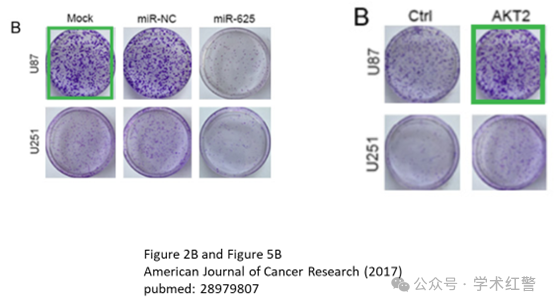 B
Mock miR-NC miR-625
U87
U251
B
Ctrl AKT2
U87
U251
Figure 2B and Figure 5B
American Journal of Cancer Research (2017)
pubmed: 28979807
公众号 · 学术红警